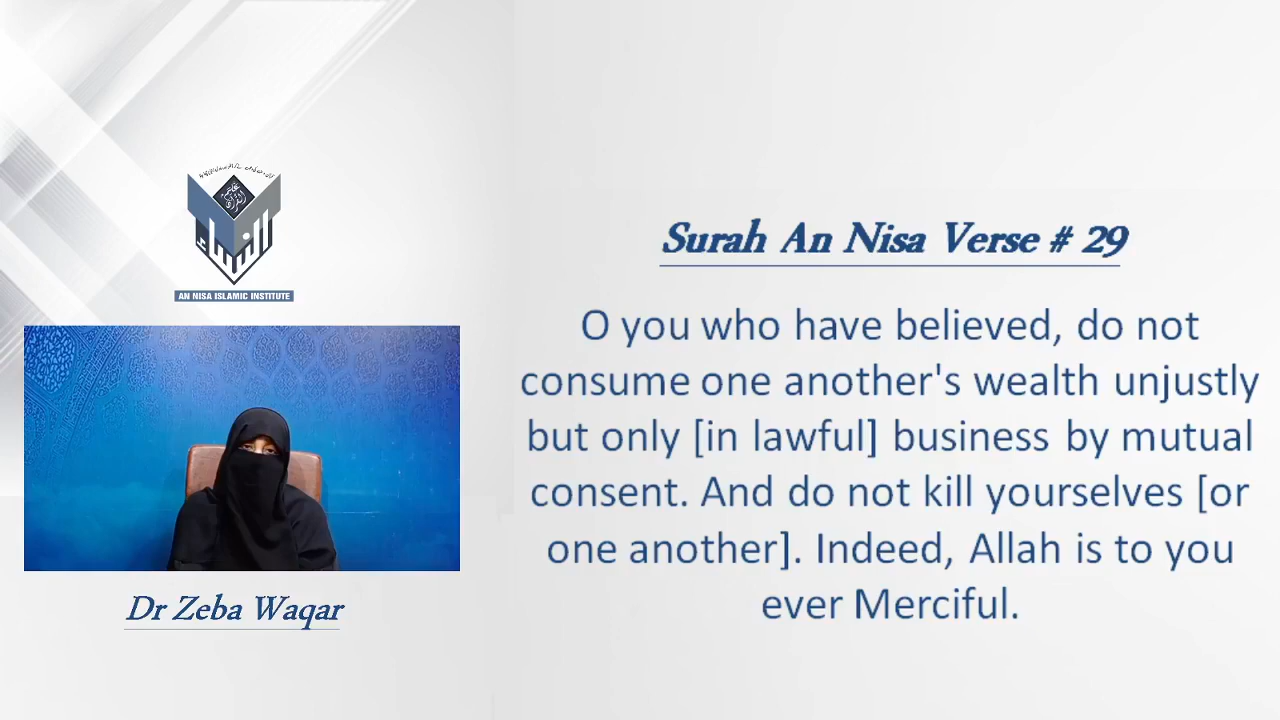 النساء
AN NISA ISLAMIC INSTITUTE
Dr Zeba Waqar
Surah An Nisa Verse # 29
O you who have believed, do not
consume one another's wealth unjustly
but only [in lawful] business by mutual
consent. And do not kill yourselves [or
one another]. Indeed, Allah is to you
ever Merciful.